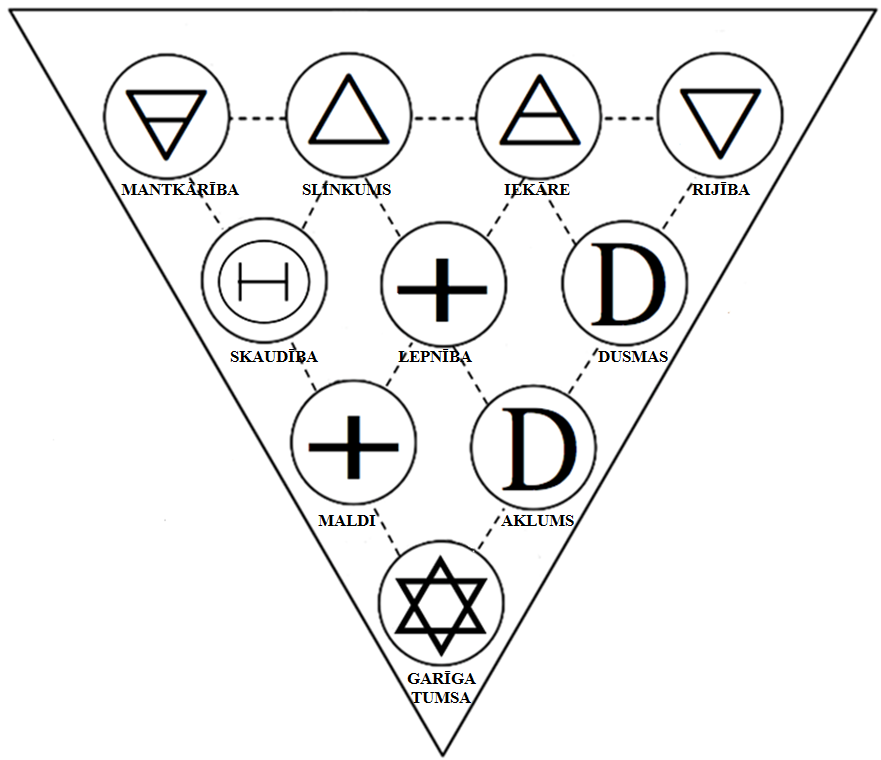 MANTKĀRĪBA SLINKUMS IEKĀRE RIJĪBA
D
SKAUDĪBA LEPNĪBA DUSMAS
D
MALDI AKLUMS
GARĪGA
TUMSA